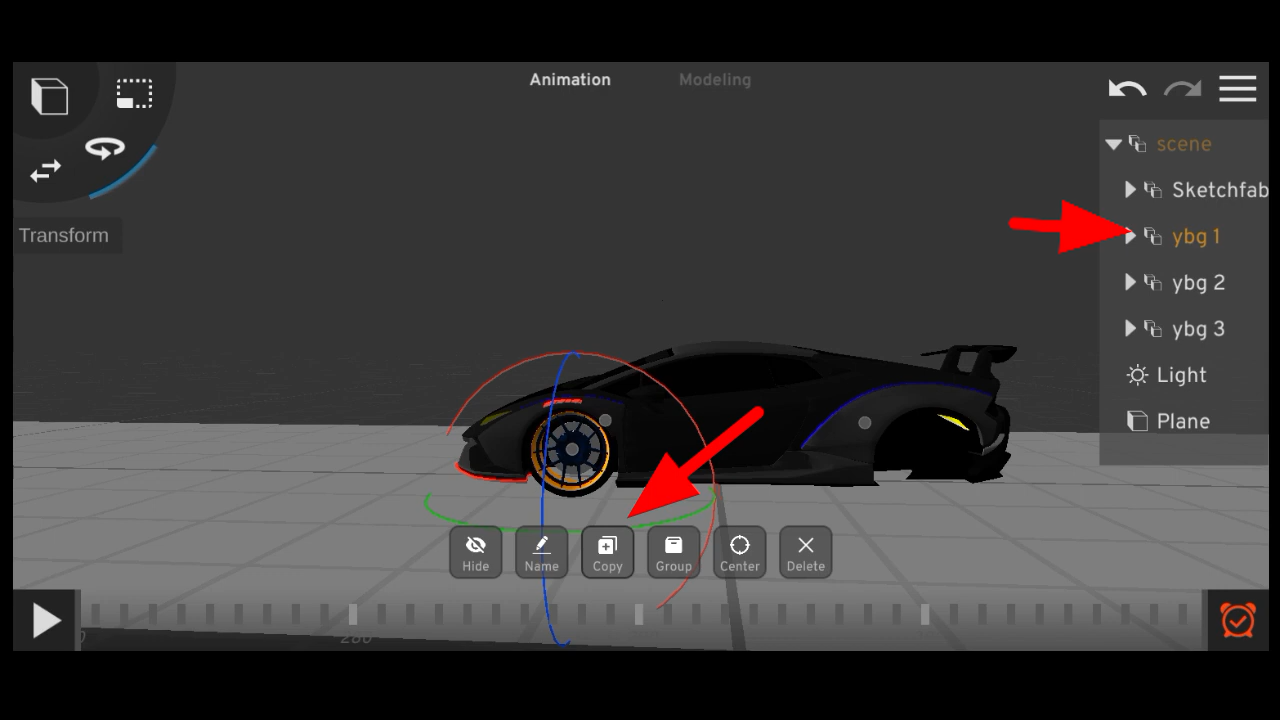 Animation Modeling
scene
Sketchfab
Transform
ybg 1
ybg 2
ybg 3
Light
Plane
Hide Name Copy Group Center Delete